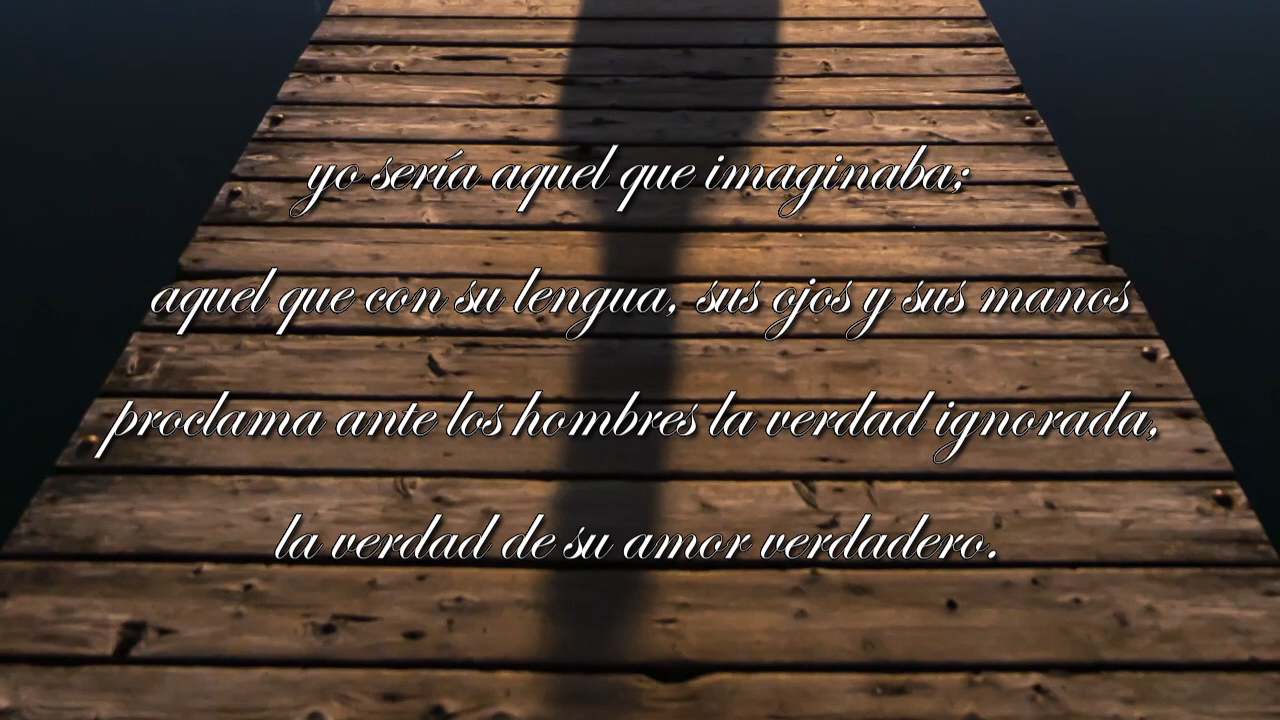 yo sería aquel que imaginaba;
aquel que con su lengua, sus ojos y sus manos
proclama ante los hombres la verdad ignorada,
la verdad de su amor verdadero.